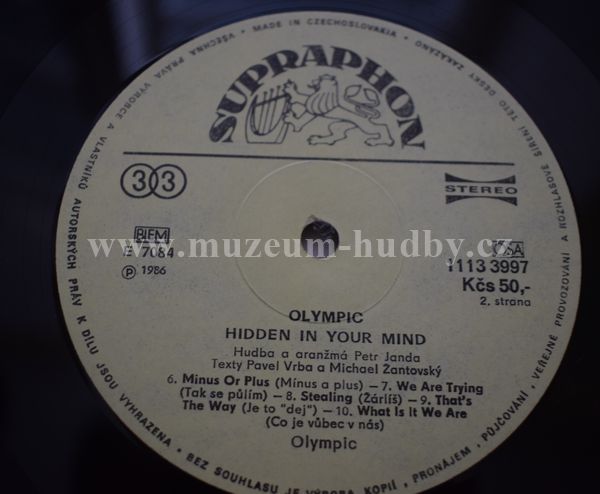 MADE IN CZECHOSLOVAKIA •
VŠECHNA PRÁVA VÝROBCE A VLASTNÍKŮ AUTORSKÝCH PRÁV K DÍLU JSOU VYHRAZENA • BEZ SOUHLASU JE VÝROBA KOPIÍ, PRONÁJEM, PŮJČOVÁNÍ, VEŘEJNÉ PROVOZOVÁNÍ A ROZHLASOVÉ ŠÍŘENÍ TÉTO DESKY ZAKÁZÁNO •
SUPRAPHON
33
STEREO
BIEM
7084
℗ 1986
www.muzeum-hudby.cz
1113 3997
Kčs 50,-
2. strana
OLYMPIC
HIDDEN IN YOUR MIND
Hudba a aranžmá Petr Janda
Texty Pavel Vrba a Michael Žantovský
6. Minus Or Plus (Mínus a plus) – 7. We Are Trying
(Tak se půlím) – 8. Stealing (Žárlíš) – 9. That's
The Way (Je to "dej") – 10. What Is It We Are
(Co je vůbec v nás)
Olympic